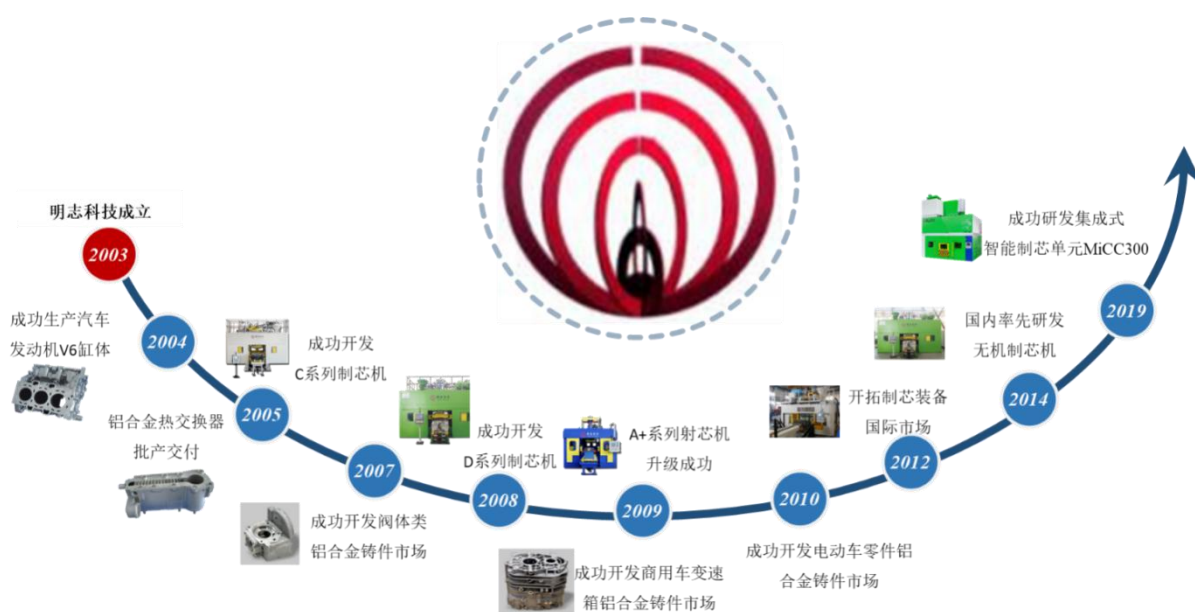 明志科技成立
2003
成功生产汽车
发动机V6缸体
2004
成功开发
C系列制芯机
2005
铝合金热交换器
批产交付
2007
成功开发阀体类
铝合金铸件市场
成功开发
D系列制芯机
2008
A+系列射芯机
升级成功
2009
成功开发商用车变速
箱铝合金铸件市场
2010
成功开发电动车零件铝
合金铸件市场
开拓制芯装备
国际市场
2012
国内率先研发
无机制芯机
2014
成功研发集成式
智能制芯单元MiCC300
2019